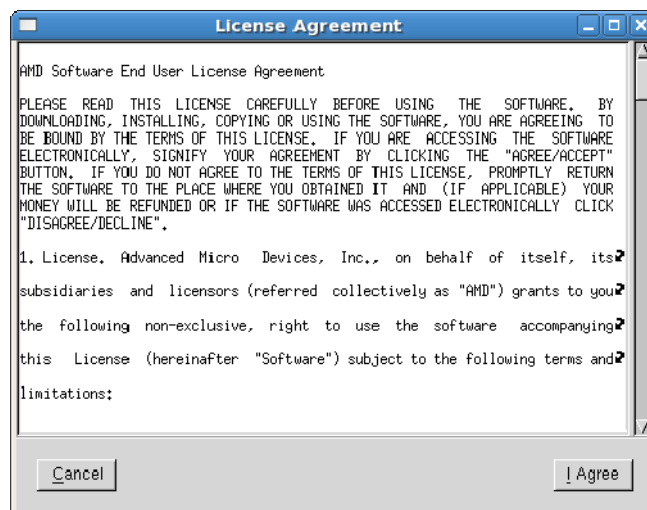 License Agreement
AMD Software End User License Agreement
PLEASE READ THIS LICENSE CAREFULLY BEFORE USING THE SOFTWARE. BY
DOWNLOADING, INSTALLING, COPYING OR USING THE SOFTWARE, YOU ARE AGREEING TO
BE BOUND BY THE TERMS OF THIS LICENSE. IF YOU ARE ACCESSING THE SOFTWARE
ELECTRONICALLY, SIGNIFY YOUR AGREEMENT BY CLICKING THE "AGREE/ACCEPT"
BUTTON. IF YOU DO NOT AGREE TO THE TERMS OF THIS LICENSE, PROMPTLY RETURN
THE SOFTWARE TO THE PLACE WHERE YOU OBTAINED IT AND (IF APPLICABLE) YOUR
MONEY WILL BE REFUNDED OR IF THE SOFTWARE WAS ACCESSED ELECTRONICALLY CLICK
"DISAGREE/DECLINE".
1. License. Advanced Micro Devices, Inc., on behalf of itself, its
subsidiaries and licensors (referred collectively as "AMD") grants to you
the following non-exclusive, right to use the software accompanying
this License (hereinafter "Software") subject to the following terms and
limitations:
Cancel
I Agree